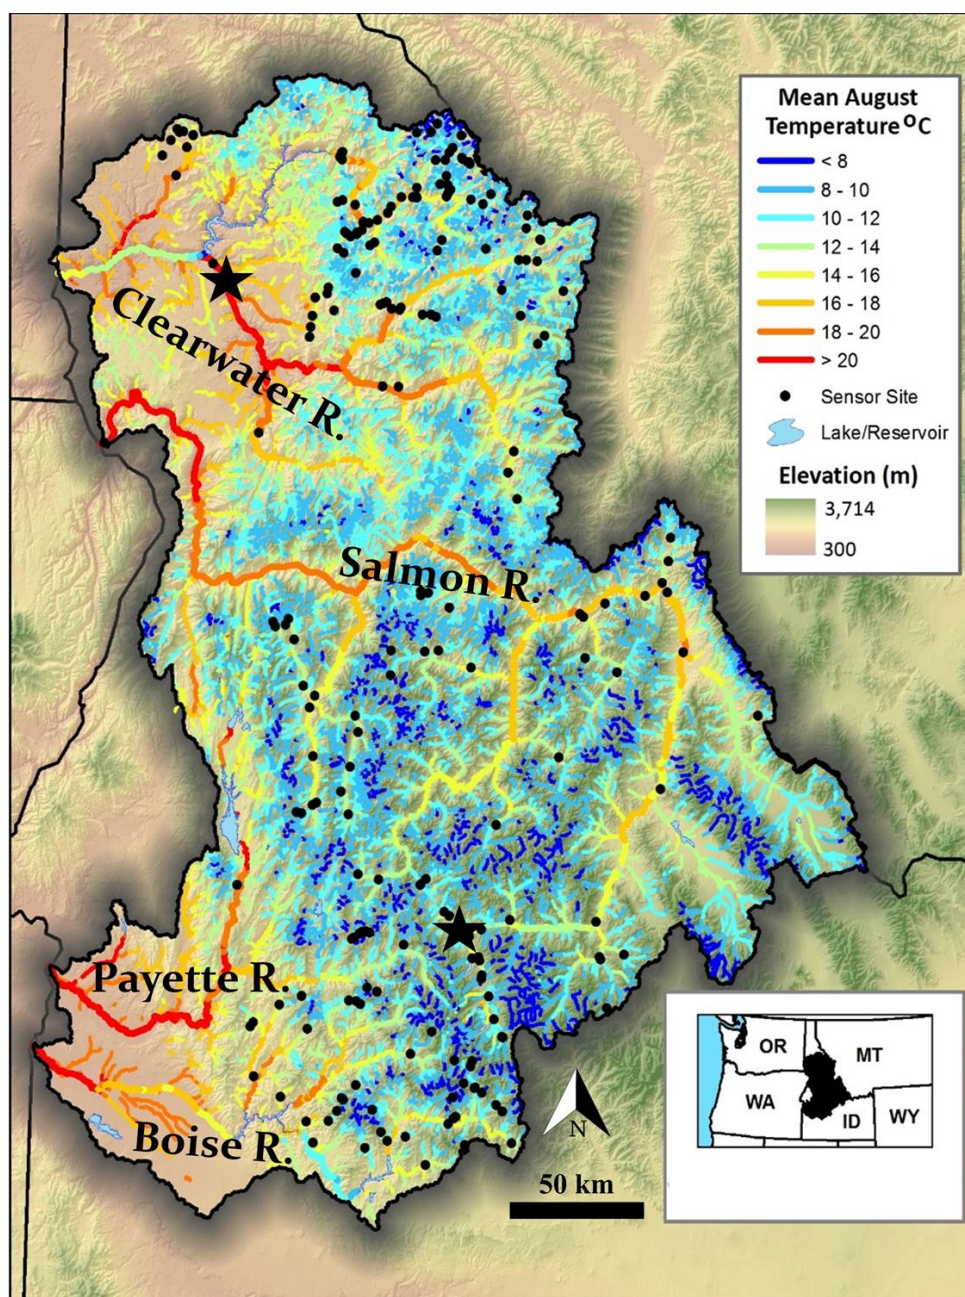 Mean August
Temperature °C
< 8
8 - 10
10 - 12
12 - 14
14 - 16
16 - 18
18 - 20
> 20
Sensor Site
Lake/Reservoir
Elevation (m)
3,714
300
Clearwater R.
Salmon R.
Payette R.
Boise R.
N
50 km
OR
MT
WA
ID
WY